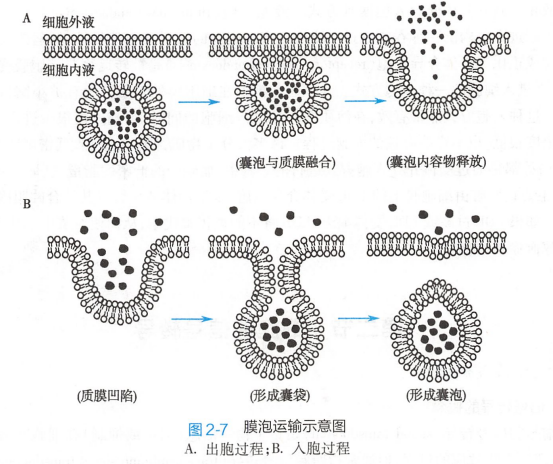 A
细胞外液
细胞内液
(囊泡与质膜融合)
(囊泡内容物释放)
B
(质膜凹陷)
(形成囊袋)
(形成囊泡)
图2-7 膜泡运输示意图
A. 出胞过程;B. 入胞过程